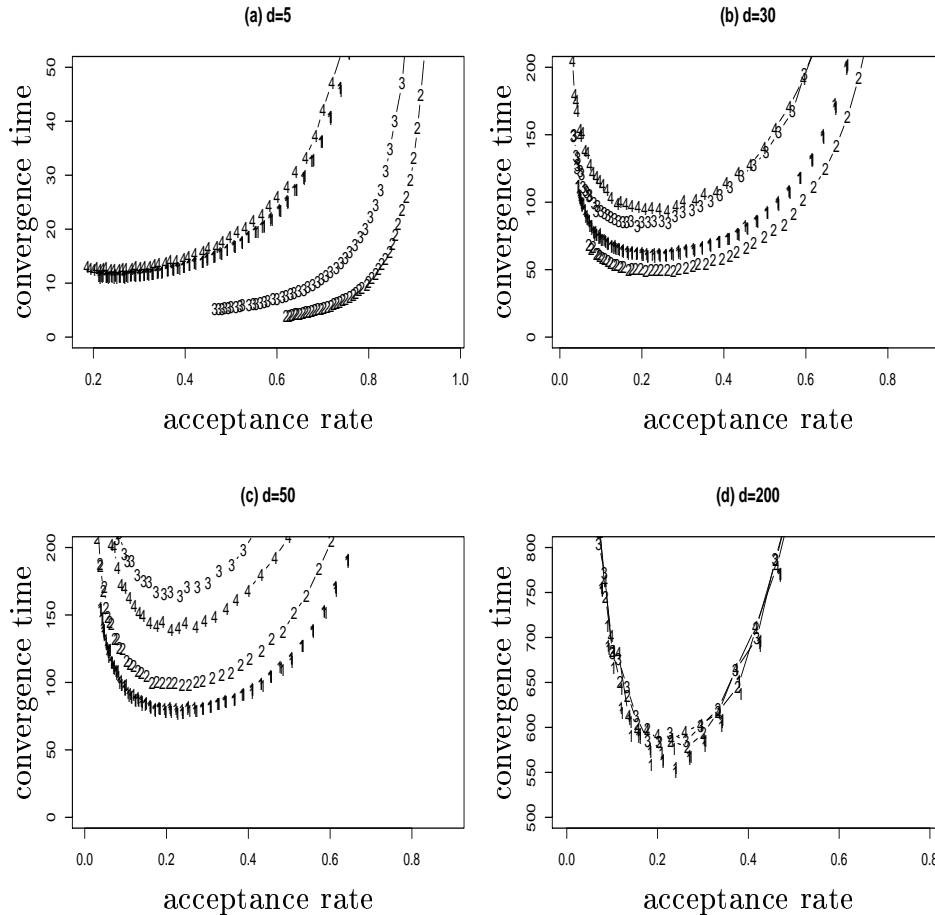 (a) d=5
convergence time
0 10 20 30 40 50
0.2 0.4 0.6 0.8 1.0
acceptance rate
(b) d=30
convergence time
0 50 100 150 200
0.0 0.2 0.4 0.6 0.8
acceptance rate
(c) d=50
convergence time
0 50 100 150 200
0.0 0.2 0.4 0.6 0.8
acceptance rate
(d) d=200
convergence time
500 550 600 650 700 750 800
0.0 0.2 0.4 0.6 0.8
acceptance rate